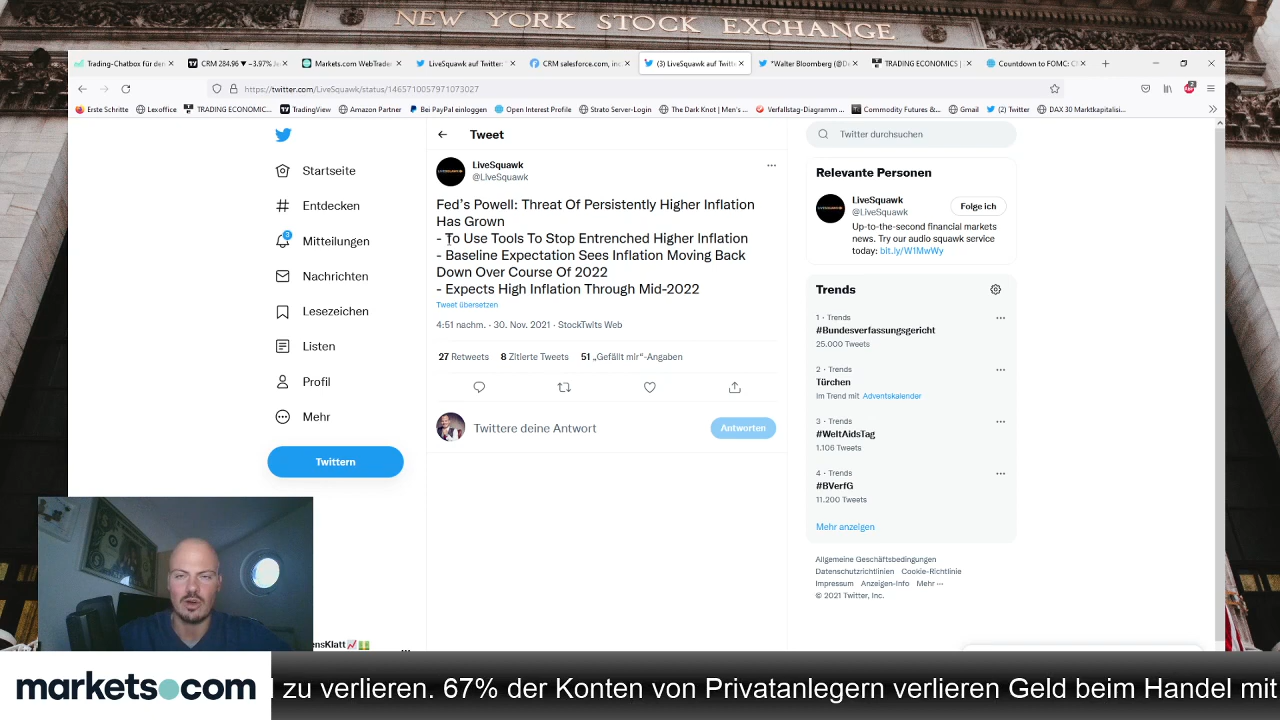 NEW YORK STOCK EXCHANGE
Trading-Chatbox für den
CRM 284,96 ▼ −3.97%
Markets.com WebTrader
LiveSquawk auf Twitter:
CRM salesforce.com, inc.
(3) LiveSquawk auf Twitte
*Walter Bloomberg (@De
TRADING ECONOMICS |
Countdown to FOMC: C
https://twitter.com/LiveSquawk/status/1465710057971073027
Erste Schritte
Lexoffice
TRADING ECONOMIC...
TradingView
Amazon Partner
Bei PayPal einloggen
Open Interest Profile
Strato Server-Login
The Dark Knot | Men's ...
Verfallstag-Diagramm ...
Commodity Futures &...
Gmail
(2) Twitter
DAX 30 Marktkapitalisi...
Startseite
Entdecken
3
Mitteilungen
Nachrichten
Lesezeichen
Listen
Profil
Mehr
Twittern
ensKlatt
Tweet
LiveSquawk
@LiveSquawk
Fed's Powell: Threat Of Persistently Higher Inflation
Has Grown
- To Use Tools To Stop Entrenched Higher Inflation
- Baseline Expectation Sees Inflation Moving Back
Down Over Course Of 2022
- Expects High Inflation Through Mid-2022
Tweet übersetzen
4:51 nachm. · 30. Nov. 2021 · StockTwits Web
27 Retweets 8 Zitierte Tweets 51 „Gefällt mir“-Angaben
Twittere deine Antwort
Antworten
Twitter durchsuchen
Relevante Personen
LiveSquawk
@LiveSquawk
Folge ich
Up-to-the-second financial markets
news. Try our audio squawk service
today: bit.ly/W1MwWy
Trends
1 · Trends
#Bundesverfassungsgericht
25.000 Tweets
2 · Trends
Türchen
Im Trend mit Adventskalender
3 · Trends
#WeltAidsTag
1.106 Tweets
4 · Trends
#BVerfG
11.200 Tweets
Mehr anzeigen
Allgemeine Geschäftsbedingungen
Datenschutzrichtlinien Cookie-Richtlinie
Impressum Anzeigen-Info Mehr ···
© 2021 Twitter, Inc.
markets.com
zu verlieren. 67% der Konten von Privatanlegern verlieren Geld beim Handel mit